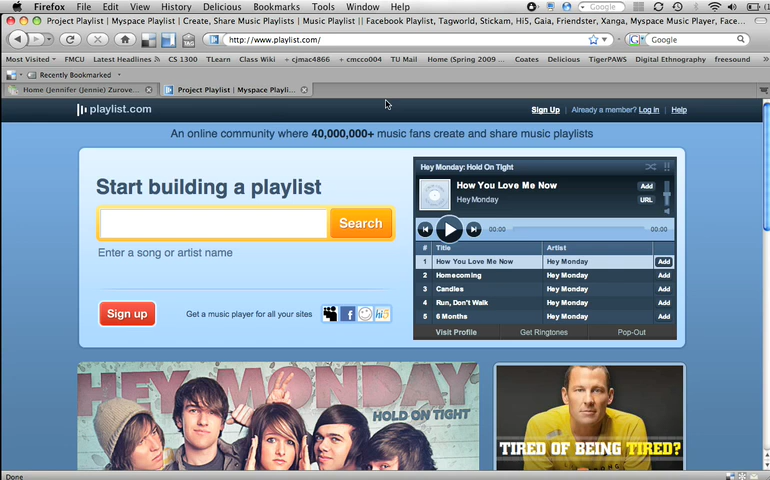 Firefox File Edit View History Delicious Bookmarks Tools Window Help
Project Playlist | Myspace Playlist | Create, Share Music Playlists | Music Playlist || Facebook Playlist, Tagworld, Stickam, Hi5, Gaia, Friendster, Xanga, Myspace Music Player, Face...
http://www.playlist.com/
Google
Most Visited FMCU Latest Headlines CS 1300 TLearn Class Wiki +cjmac4866 +cmcco004 TU Mail Home (Spring 2009 ... Coates Delicious TigerPAWS Digital Ethnography freesound
Recently Bookmarked
Home (Jennifer (Jennie) Zurove...
Project Playlist | Myspace Playli...
playlist.com
Sign Up Already a member? Log in Help
An online community where 40,000,000+ music fans create and share music playlists
Start building a playlist
Search
Enter a song or artist name
Sign up
Get a music player for all your sites
hi5
Hey Monday: Hold On Tight
How You Love Me Now
Add
Hey Monday
URL
00:00
00:00
# Title Artist
1 How You Love Me Now Hey Monday Add
2 Homecoming Hey Monday Add
3 Candles Hey Monday Add
4 Run, Don't Walk Hey Monday Add
5 6 Months Hey Monday Add
Visit Profile Get Ringtones Pop-Out
HEY MONDAY
HOLD ON TIGHT
TIRED OF BEING TIRED?
Done